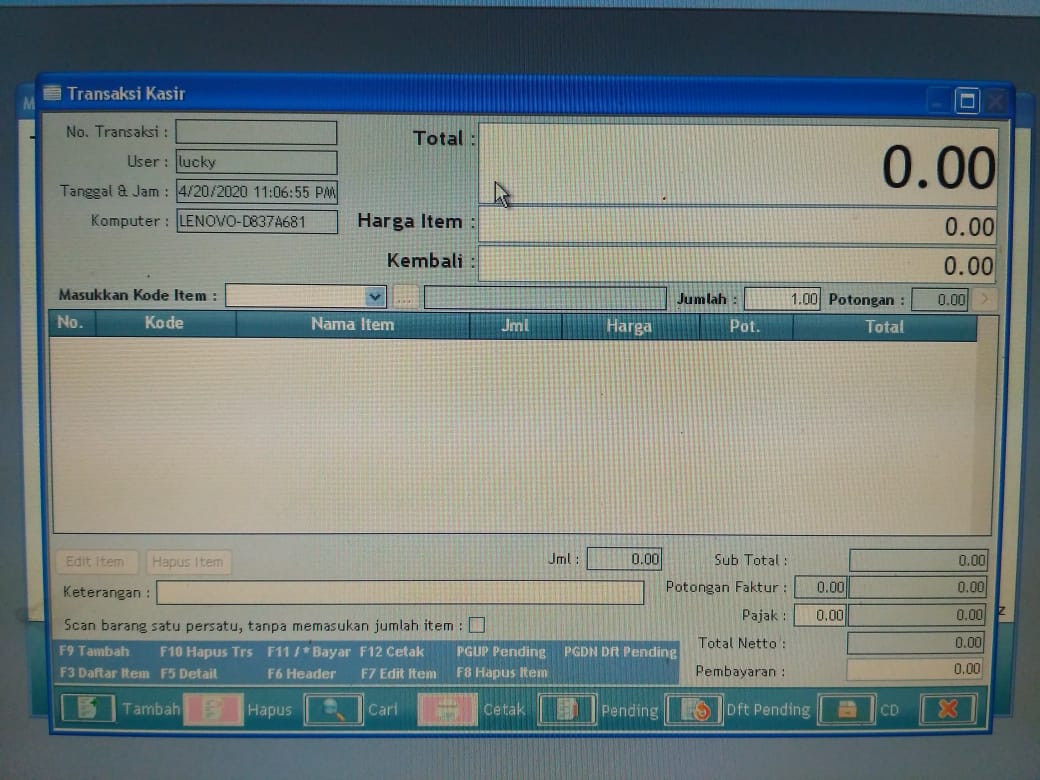 Transaksi Kasir
No. Transaksi :
User : lucky
Tanggal & Jam : 4/20/2020 11:06:55 PM
Komputer : LENOVO-D837A681
Total : 0.00
Harga Item : 0.00
Kembali : 0.00
Masukkan Kode Item : ... Jumlah : 1.00 Potongan : 0.00 >
No. Kode Nama Item Jml Harga Pot. Total
Edit Item Hapus Item
Jml : 0.00
Keterangan :
Scan barang satu persatu, tanpa memasukan jumlah item :
Sub Total : 0.00
Potongan Faktur : 0.00 0.00
Pajak : 0.00 0.00
Total Netto : 0.00
Pembayaran : 0.00
F9 Tambah F10 Hapus Trs F11 / * Bayar F12 Cetak PGUP Pending PGDN Dft Pending
F3 Daftar Item F5 Detail F6 Header F7 Edit Item F8 Hapus Item
Tambah Hapus Cari Cetak Pending Dft Pending CD